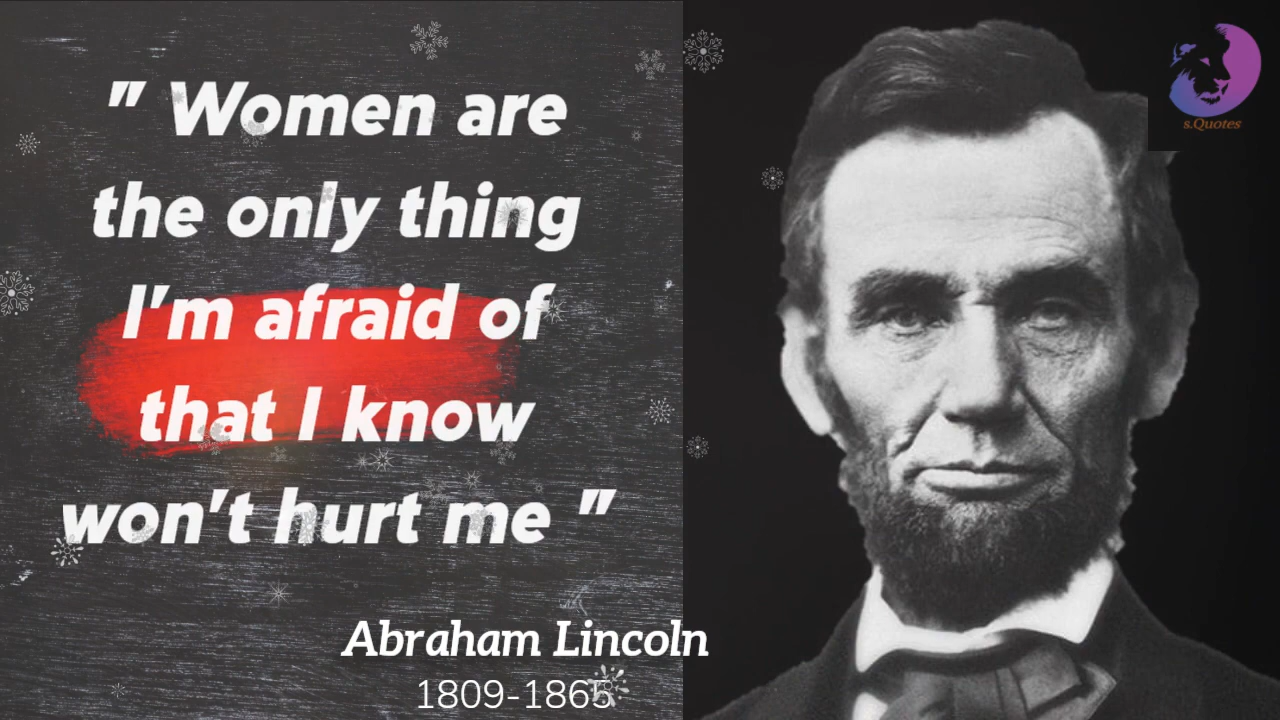 " Women are
the only thing
I'm afraid of
that I know
won't hurt me "
Abraham Lincoln
1809-1865
s.Quotes